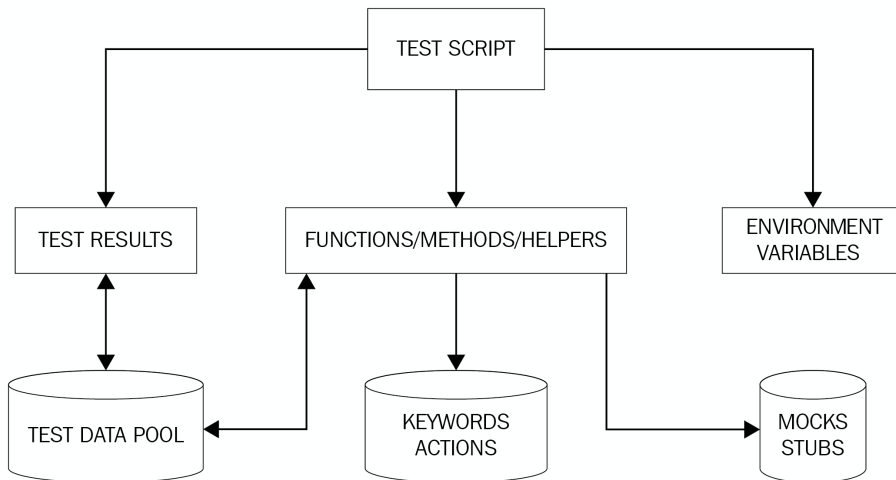 TEST SCRIPT
TEST RESULTS
FUNCTIONS/METHODS/HELPERS
ENVIRONMENT
VARIABLES
TEST DATA POOL
KEYWORDS
ACTIONS
MOCKS
STUBS